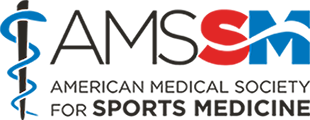 AMSSM
AMERICAN MEDICAL SOCIETY
FOR SPORTS MEDICINE